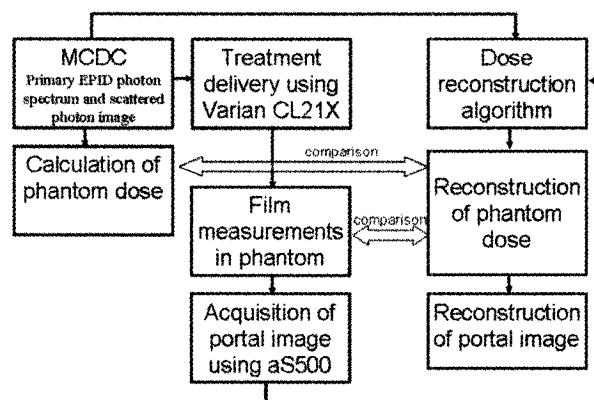 MCDC
Primary EPID photon
spectrum and scattered
photon image
Treatment
delivery using
Varian CL21X
Dose
reconstruction
algorithm
Calculation of
phantom dose
comparison
Film
measurements
in phantom
comparison
Reconstruction
of phantom
dose
Acquisition of
portal image
using aS500
Reconstruction
of portal image